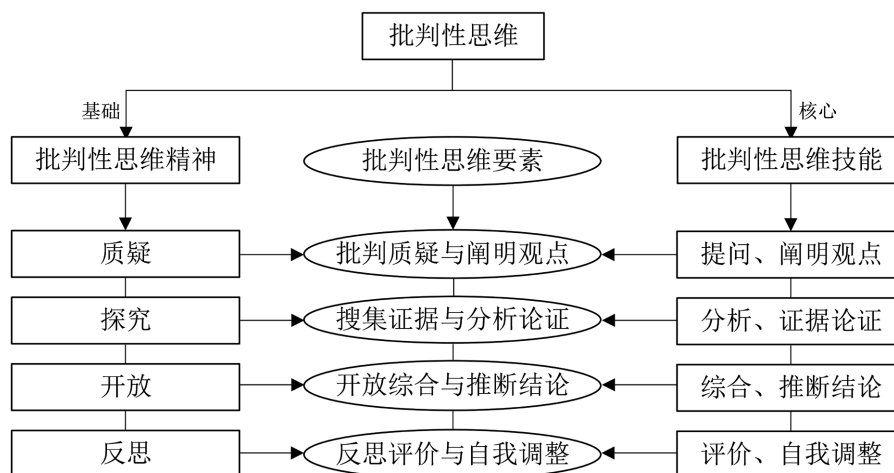 批判性思维
基础
核心
批判性思维精神
批判性思维要素
批判性思维技能
质疑
批判质疑与阐明观点
提问、阐明观点
探究
搜集证据与分析论证
分析、证据论证
开放
开放综合与推断结论
综合、推断结论
反思
反思评价与自我调整
评价、自我调整